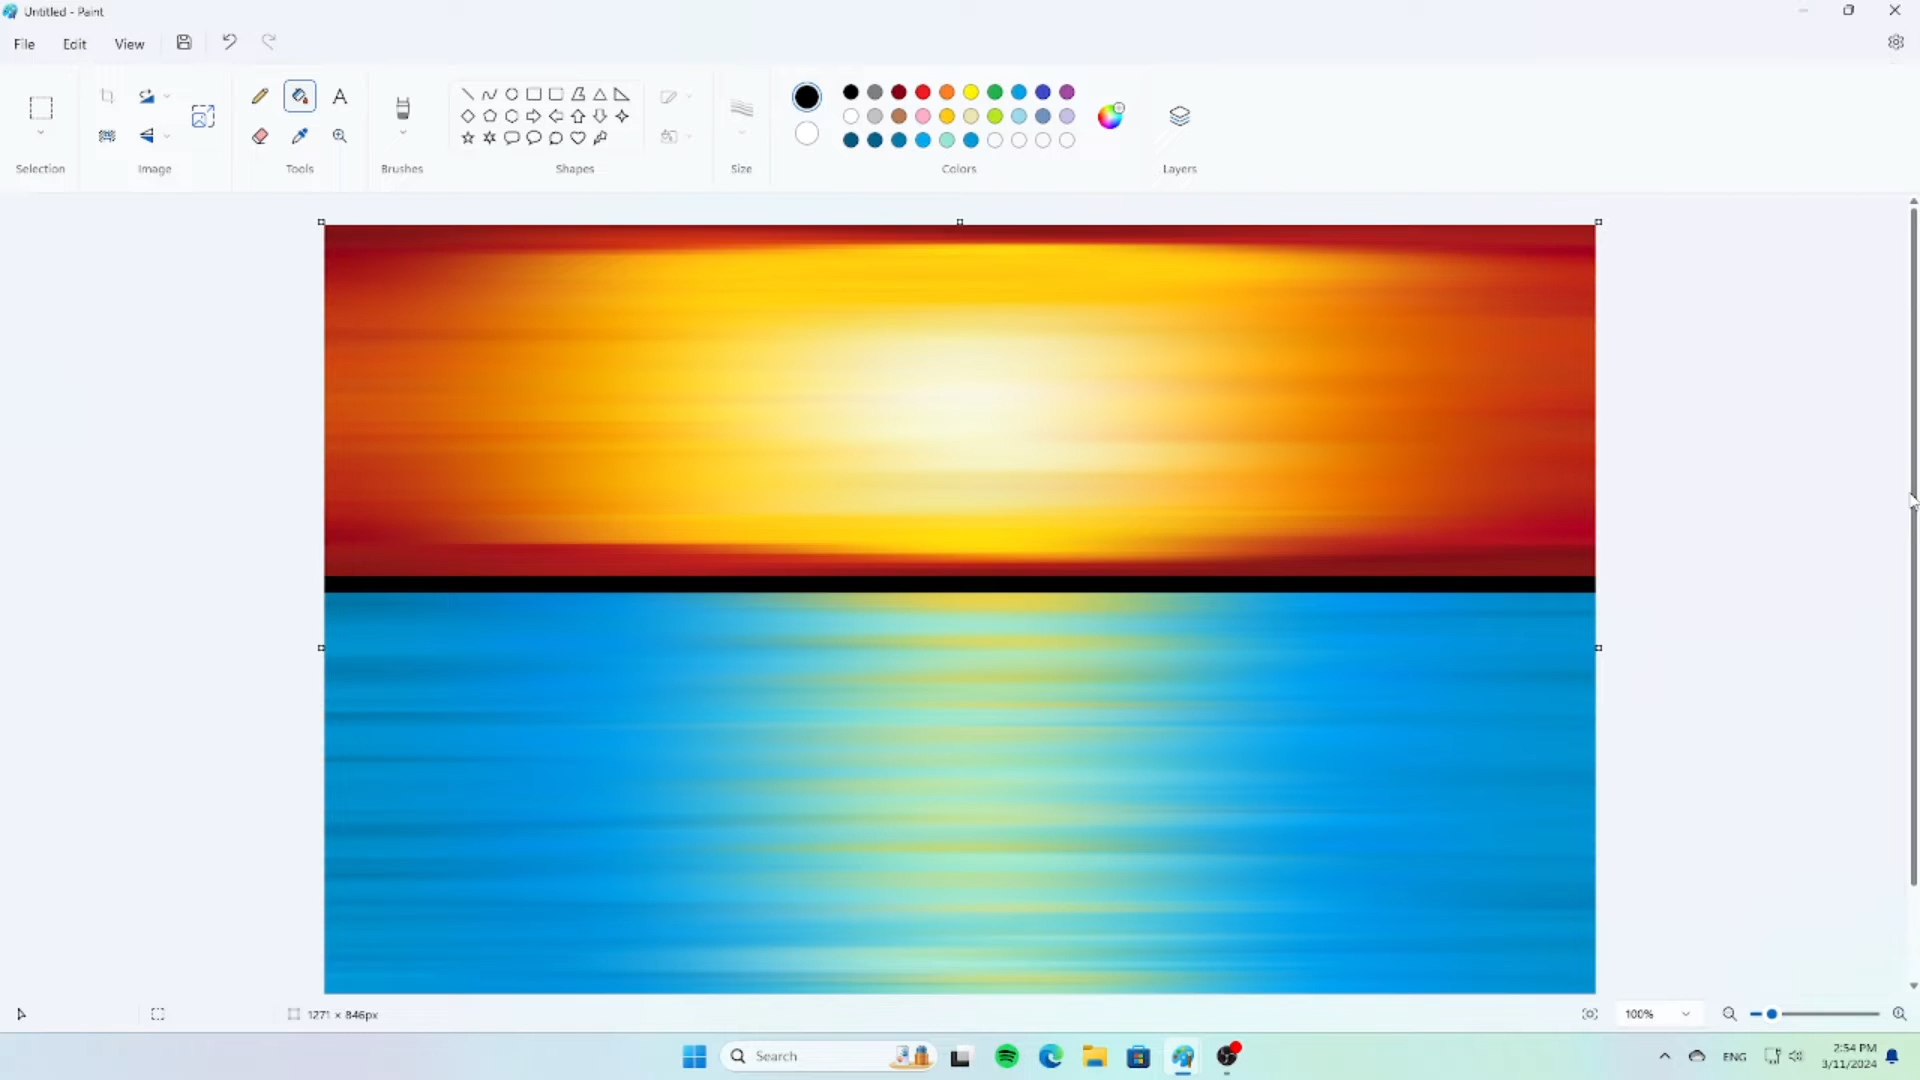 Untitled - Paint
File
Edit
View
Selection
Image
Tools
Brushes
Shapes
Size
Colors
Layers
1271 × 846px
100%
Search
ENG
2:54 PM
3/11/2024